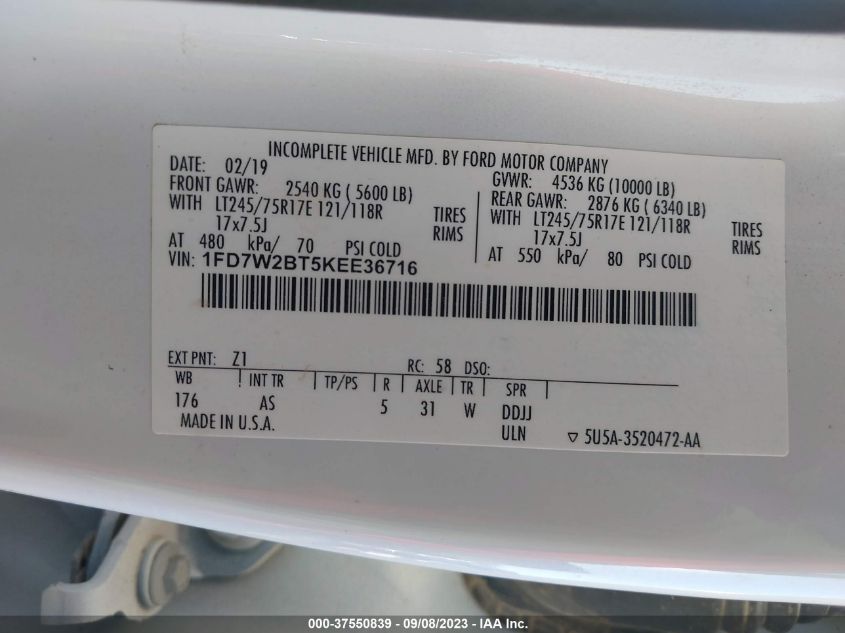 INCOMPLETE VEHICLE MFD. BY FORD MOTOR COMPANY
DATE: 02/19 GVWR: 4536 KG (10000 LB)
FRONT GAWR: 2540 KG ( 5600 LB) REAR GAWR: 2876 KG ( 6340 LB)
WITH LT245/75R17E 121/118R TIRES WITH LT245/75R17E 121/118R TIRES
17x7.5J RIMS 17x7.5J RIMS
AT 480 kPa/ 70 PSI COLD AT 550 kPa/ 80 PSI COLD
VIN: 1FD7W2BT5KEE36716
EXT PNT: Z1 RC: 58 DSO:
WB INT TR TP/PS R AXLE TR SPR
176 AS 5 31 W DDJJ
MADE IN U.S.A. ULN 5U5A-3520472-AA
000-37550839 - 09/08/2023 - IAA Inc.